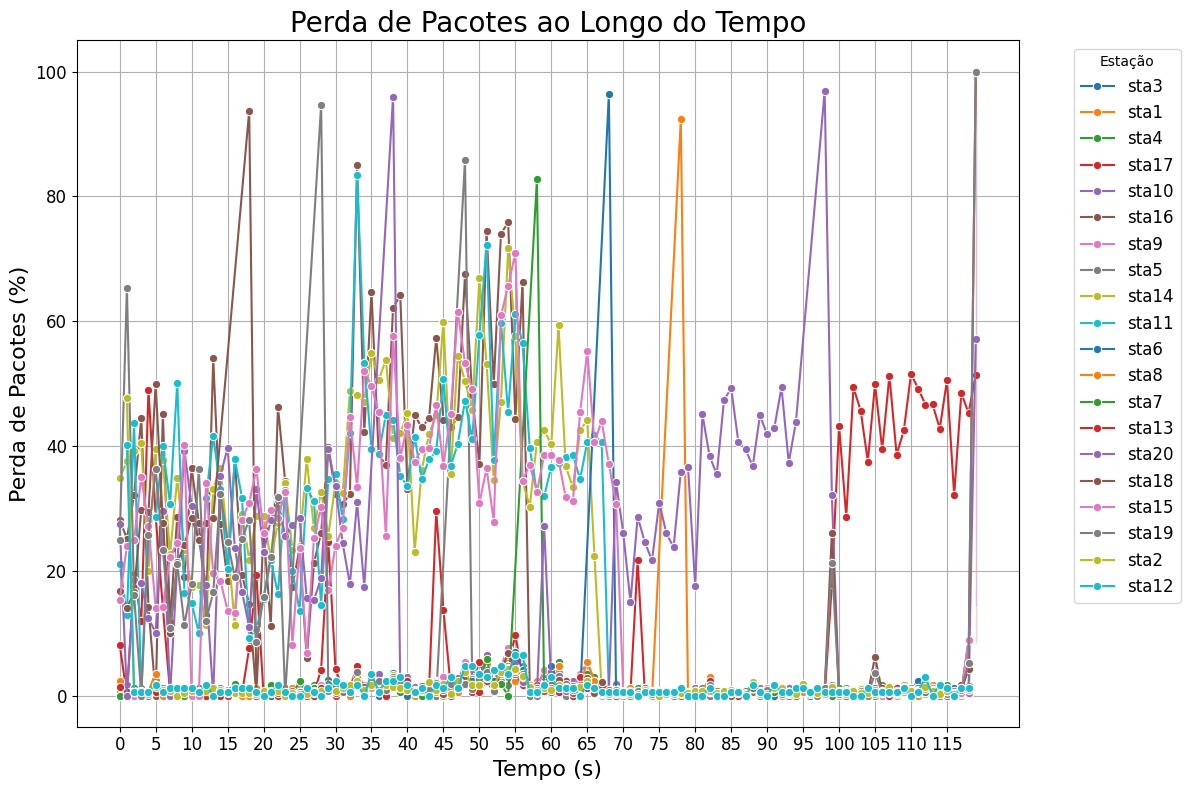 Perda de Pacotes ao Longo do Tempo
Perda de Pacotes (%)
100
80
60
40
20
0
0 5 10 15 20 25 30 35 40 45 50 55 60 65 70 75 80 85 90 95 100 105 110 115
Tempo (s)
Estação
sta3
sta1
sta4
sta17
sta10
sta16
sta9
sta5
sta14
sta11
sta6
sta8
sta7
sta13
sta20
sta18
sta15
sta19
sta2
sta12